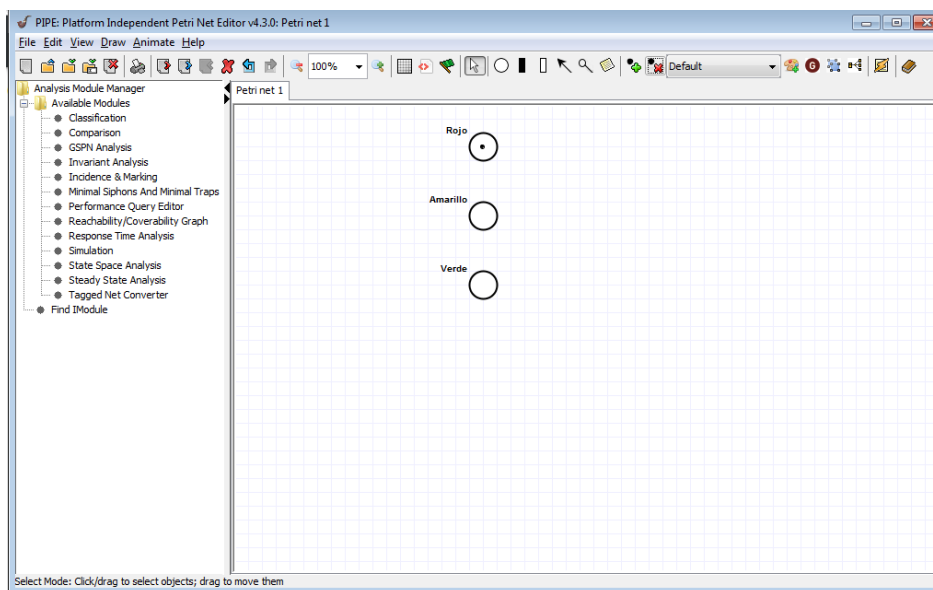 PIPE: Platform Independent Petri Net Editor v4.3.0: Petri net 1
File Edit View Draw Animate Help
100%
Default
Analysis Module Manager
Petri net 1
Available Modules
Classification
Comparison
GSPN Analysis
Invariant Analysis
Incidence & Marking
Minimal Siphons And Minimal Traps
Performance Query Editor
Reachability/Coverability Graph
Response Time Analysis
Simulation
State Space Analysis
Steady State Analysis
Tagged Net Converter
Find IModule
Rojo
Amarillo
Verde
Select Mode: Click/drag to select objects; drag to move them